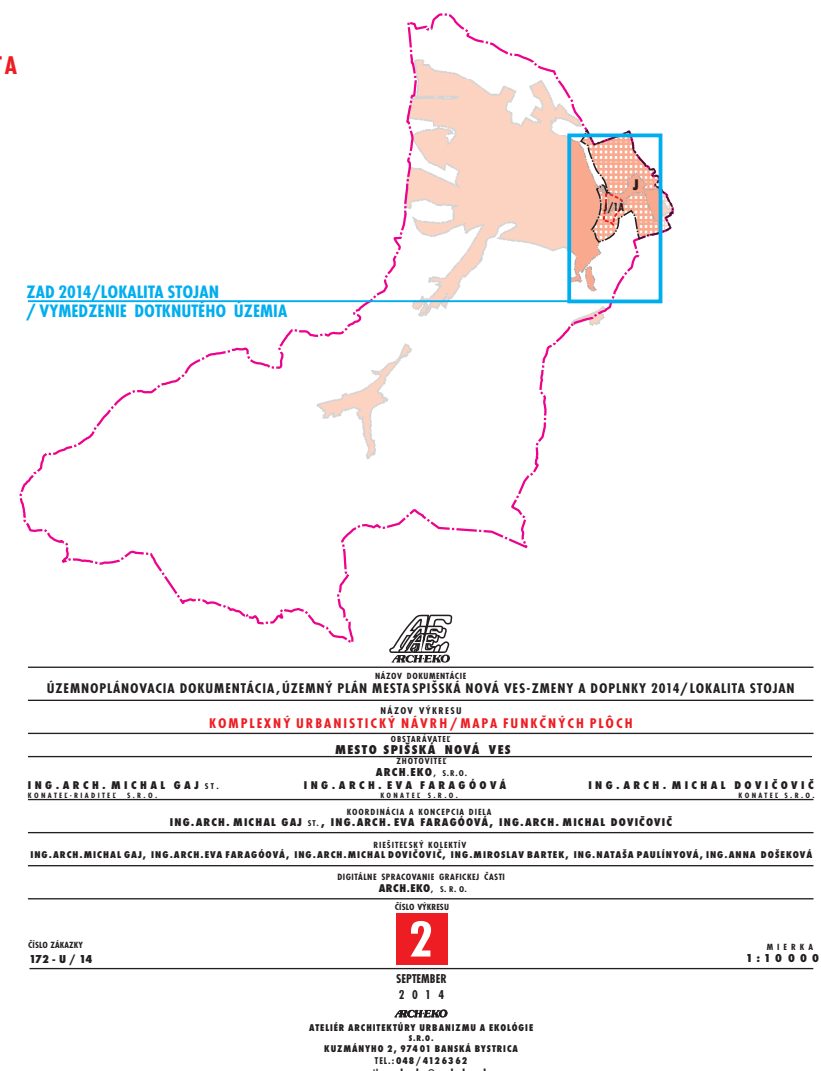 TA
J
J/1A
ZAD 2014/LOKALITA STOJAN
/ VYMEDZENIE DOTKNUTÉHO ÚZEMIA
ARCH.EKO
NÁZOV DOKUMENTÁCIE
ÚZEMNOPLÁNOVACIA DOKUMENTÁCIA, ÚZEMNÝ PLÁN MESTA SPIŠSKÁ NOVÁ VES-ZMENY A DOPLNKY 2014/LOKALITA STOJAN
NÁZOV VÝKRESU
KOMPLEXNÝ URBANISTICKÝ NÁVRH/MAPA FUNKČNÝCH PLÔCH
OBSTARÁVATEĽ
MESTO SPIŠSKÁ NOVÁ VES
ZHOTOVITEĽ
ARCH.EKO, S.R.O.
ING.ARCH. MICHAL GAJ ST. ING.ARCH. EVA FARAGÓOVÁ ING.ARCH. MICHAL DOVIČOVIČ
KONATEĽ-RIADITEĽ S.R.O. KONATEĽ S.R.O. KONATEĽ S.R.O.
KOORDINÁCIA A KONCEPCIA DIELA
ING.ARCH. MICHAL GAJ ST., ING.ARCH. EVA FARAGÓOVÁ, ING.ARCH. MICHAL DOVIČOVIČ
RIEŠITEĽSKÝ KOLEKTÍV
ING.ARCH.MICHAL GAJ, ING.ARCH.EVA FARAGÓOVÁ, ING.ARCH.MICHAL DOVIČOVIČ, ING.MIROSLAV BARTEK, ING.NATAŠA PAULÍNYOVÁ, ING.ANNA DOŠEKOVÁ
DIGITÁLNE SPRACOVANIE GRAFICKEJ ČASTI
ARCH.EKO, S.R.O.
ČÍSLO VÝKRESU
2
ČÍSLO ZÁKAZKY MIERKA
172 - U / 14 1:10000
SEPTEMBER
2014
ARCH.EKO
ATELIÉR ARCHITEKTÚRY URBANIZMU A EKOLÓGIE
S.R.O.
KUZMÁNYHO 2, 97401 BANSKÁ BYSTRICA
TEL.:048/4126362